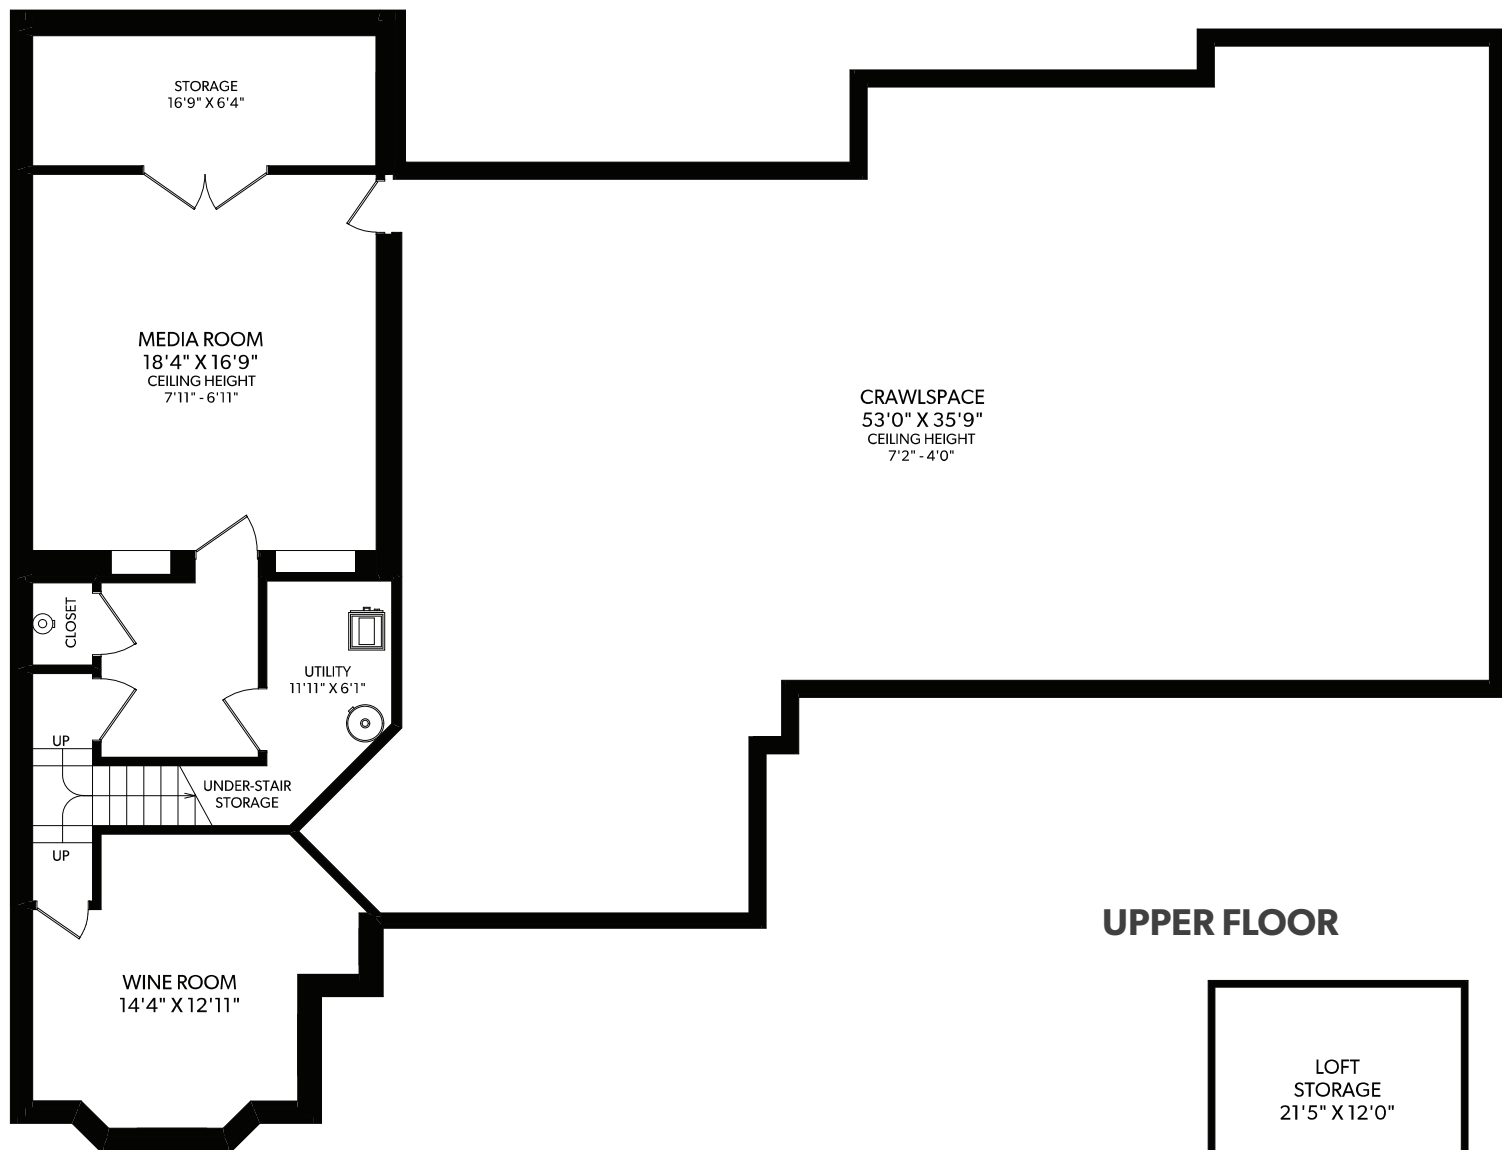 STORAGE
16'9" X 6'4"
MEDIA ROOM
18'4" X 16'9"
CEILING HEIGHT
7'11" - 6'11"
CRAWLSPACE
53'0" X 35'9"
CEILING HEIGHT
7'2" - 4'0"
CLOSET
UTILITY
11'11" X 6'1"
UP
UNDER-STAIR
STORAGE
UP
WINE ROOM
14'4" X 12'11"
UPPER FLOOR
LOFT
STORAGE
21'5" X 12'0"